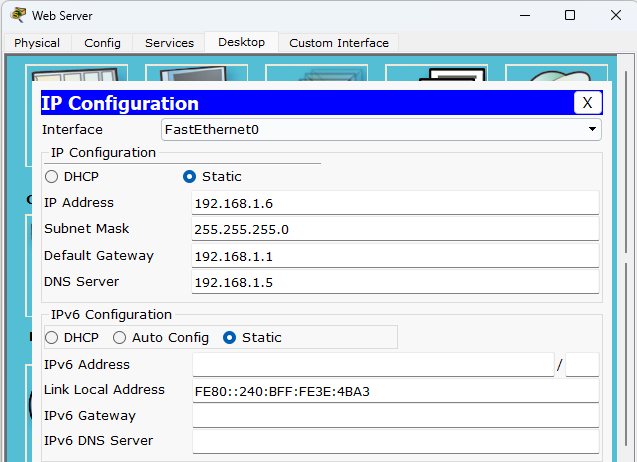 Web Server
Physical Config Services Desktop Custom Interface
IP Configuration X
Interface FastEthernet0
IP Configuration
DHCP Static
IP Address 192.168.1.6
Subnet Mask 255.255.255.0
Default Gateway 192.168.1.1
DNS Server 192.168.1.5
IPv6 Configuration
DHCP Auto Config Static
IPv6 Address /
Link Local Address FE80::240:BFF:FE3E:4BA3
IPv6 Gateway
IPv6 DNS Server